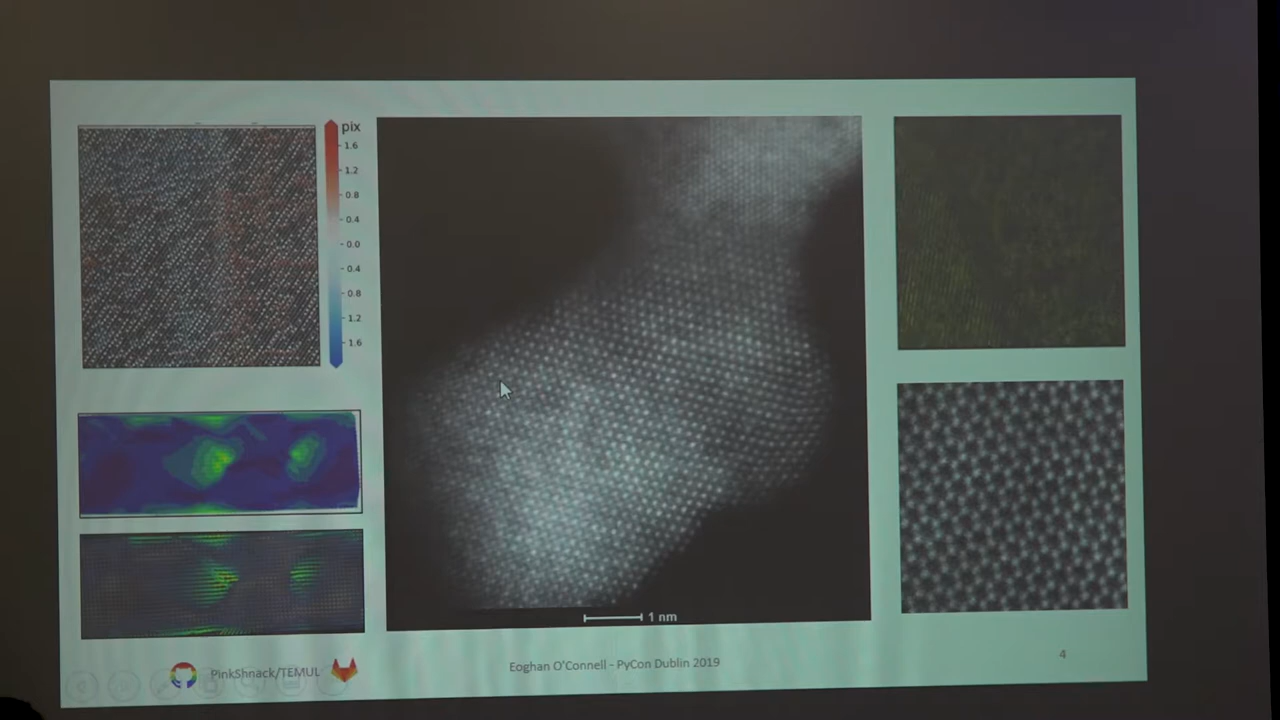 pix
1.6
1.2
0.8
0.4
0.0
0.4
0.8
1.2
1.6
1 nm
PinkShnack/TEMUL
Eoghan O'Connell - PyCon Dublin 2019
4